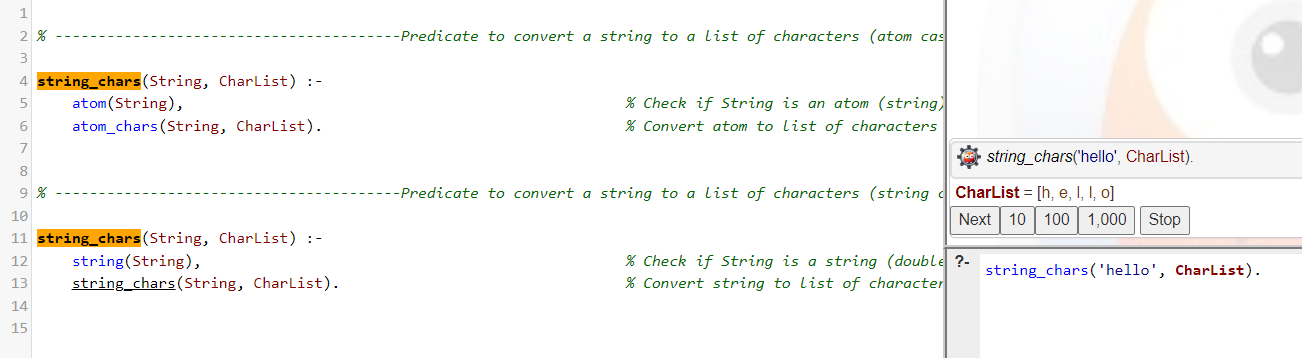 1
2 % ----------------------------------------Predicate to convert a string to a list of characters (atom cas
3
4 string_chars(String, CharList) :-
5 atom(String), % Check if String is an atom (string)
6 atom_chars(String, CharList). % Convert atom to list of characters
7
8
9 % ----------------------------------------Predicate to convert a string to a list of characters (string c
10
11 string_chars(String, CharList) :-
12 string(String), % Check if String is a string (double
13 string_chars(String, CharList). % Convert string to list of character
14
15
string_chars('hello', CharList).
CharList = [h, e, l, l, o]
Next 10 100 1,000 Stop
?- string_chars('hello', CharList).